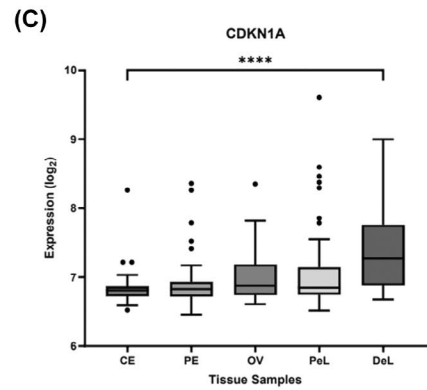 (C)
CDKN1A
****
10
9
8
7
6
Expression (log₂)
CE PE OV PeL DeL
Tissue Samples